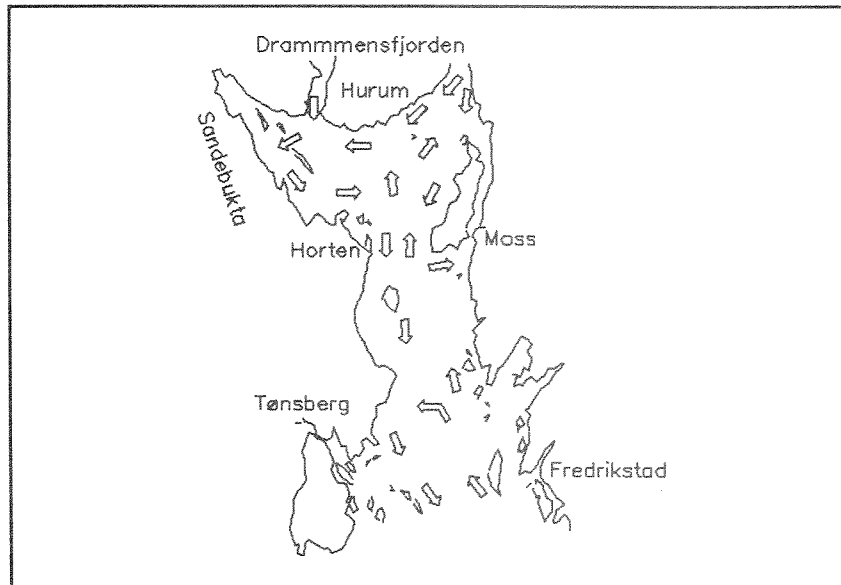 Drammmensfjorden
Hurum
Sandebukta
Horten
Moss
Tønsberg
Fredrikstad